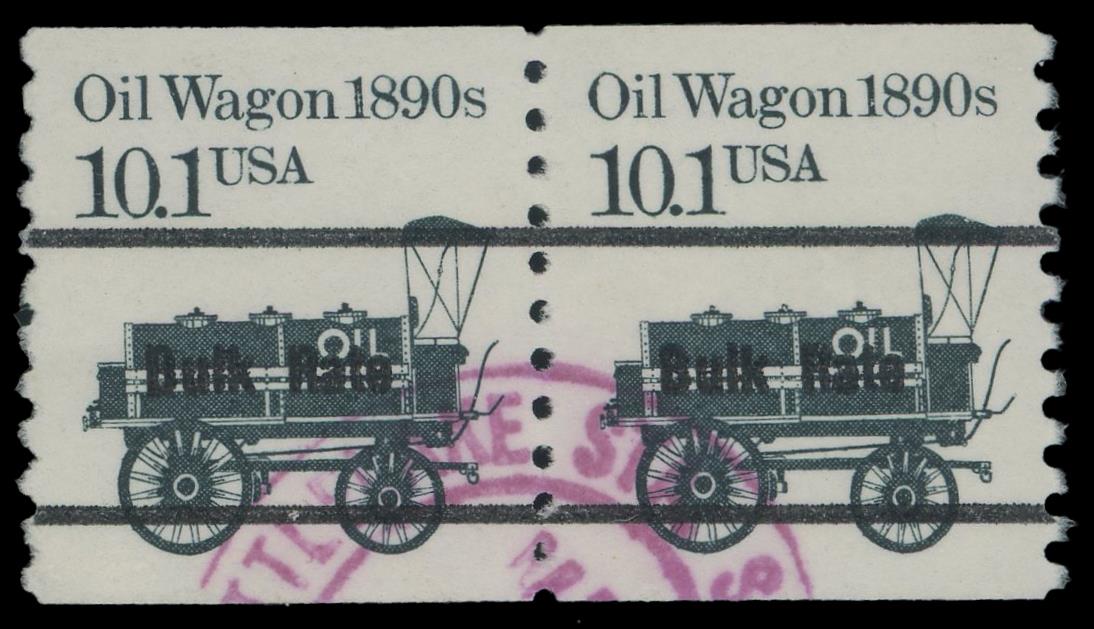 Oil Wagon 1890s
10.1 USA
OIL
Bulk Rate
Oil Wagon 1890s
10.1 USA
OIL
Bulk Rate